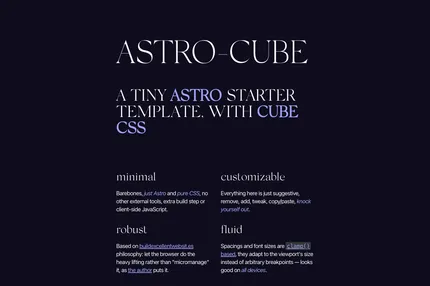 ASTRO-CUBE
A TINY ASTRO STARTER
TEMPLATE. WITH CUBE
CSS
minimal
Barebones, just Astro and pure CSS, no
other external tools, extra build step or
client-side JavaScript.
customizable
Everything here is just suggestive,
remove, add, tweak, copy/paste, knock
yourself out.
robust
Based on buildexcellentwebsit.es
philosophy: let the browser do the
heavy lifting rather than "micromanage"
it, as the author puts it.
fluid
Spacings and font sizes are clamp()
based, they adapt to the viewport's size
instead of arbitrary breakpoints — looks
good on all devices.